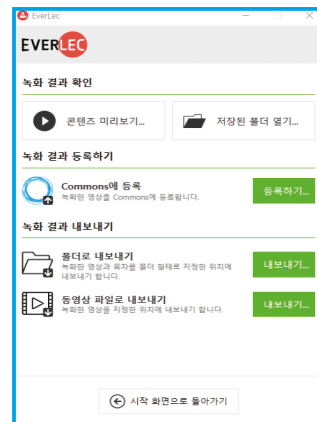 EverLec
EVERLEC
녹화 결과 확인
콘텐츠 미리보기...
저장된 폴더 열기...
녹화 결과 등록하기
Commons에 등록
녹화한 영상을 Commons에 등록합니다.
등록하기...
녹화 결과 내보내기
폴더로 내보내기
녹화한 영상과 목차를 폴더 형태로 지정한 위치에
내보내기 합니다.
내보내기...
동영상 파일로 내보내기
녹화한 영상을 지정한 위치에 내보내기 합니다.
내보내기...
시작 화면으로 돌아가기